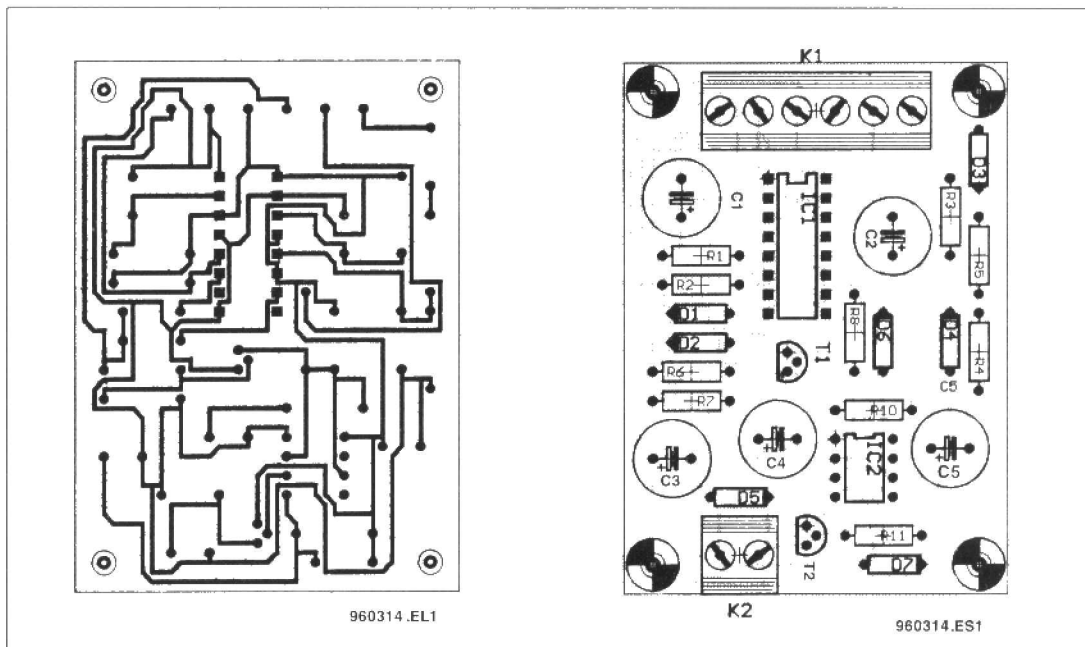 K1
D3
C1
IC1
R3
C2
R1
R5
R2
D1
R8
D6
D4
D2
T1
R4
R6
C5
R7
R10
C3
C4
IC2
C5
D5
R11
T2
D7
K2
960314.EL1
960314.ES1